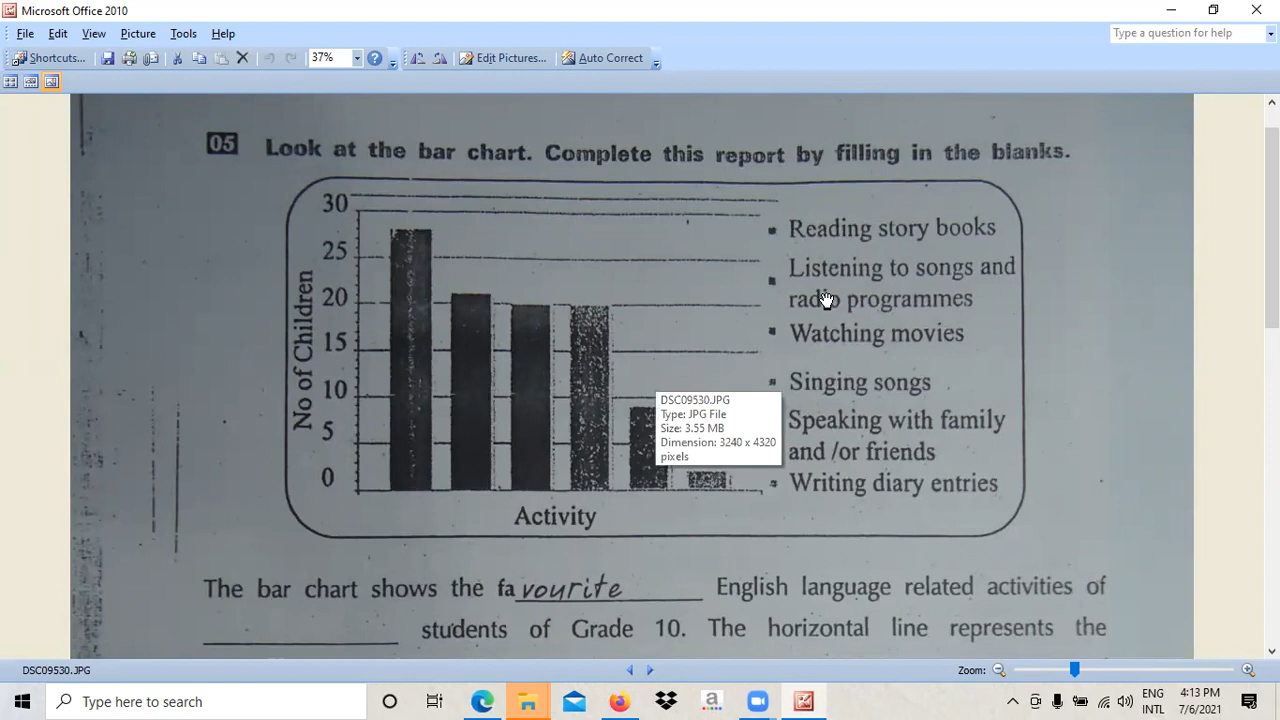 Microsoft Office 2010
File Edit View Picture Tools Help
Type a question for help
Shortcuts... 37% Edit Pictures... Auto Correct
05 Look at the bar chart. Complete this report by filling in the blanks.
30
25
20
15
10
5
0
No of Children
Activity
Reading story books
Listening to songs and
radio programmes
Watching movies
Singing songs
Speaking with family
and /or friends
Writing diary entries
DSC09530.JPG
Type: JPG File
Size: 3.55 MB
Dimension: 3240 x 4320
pixels
The bar chart shows the favourite English language related activities of
students of Grade 10. The horizontal line represents the
DSC09530.JPG
Zoom:
Type here to search
a
ENG
INTL
4:13 PM
7/6/2021